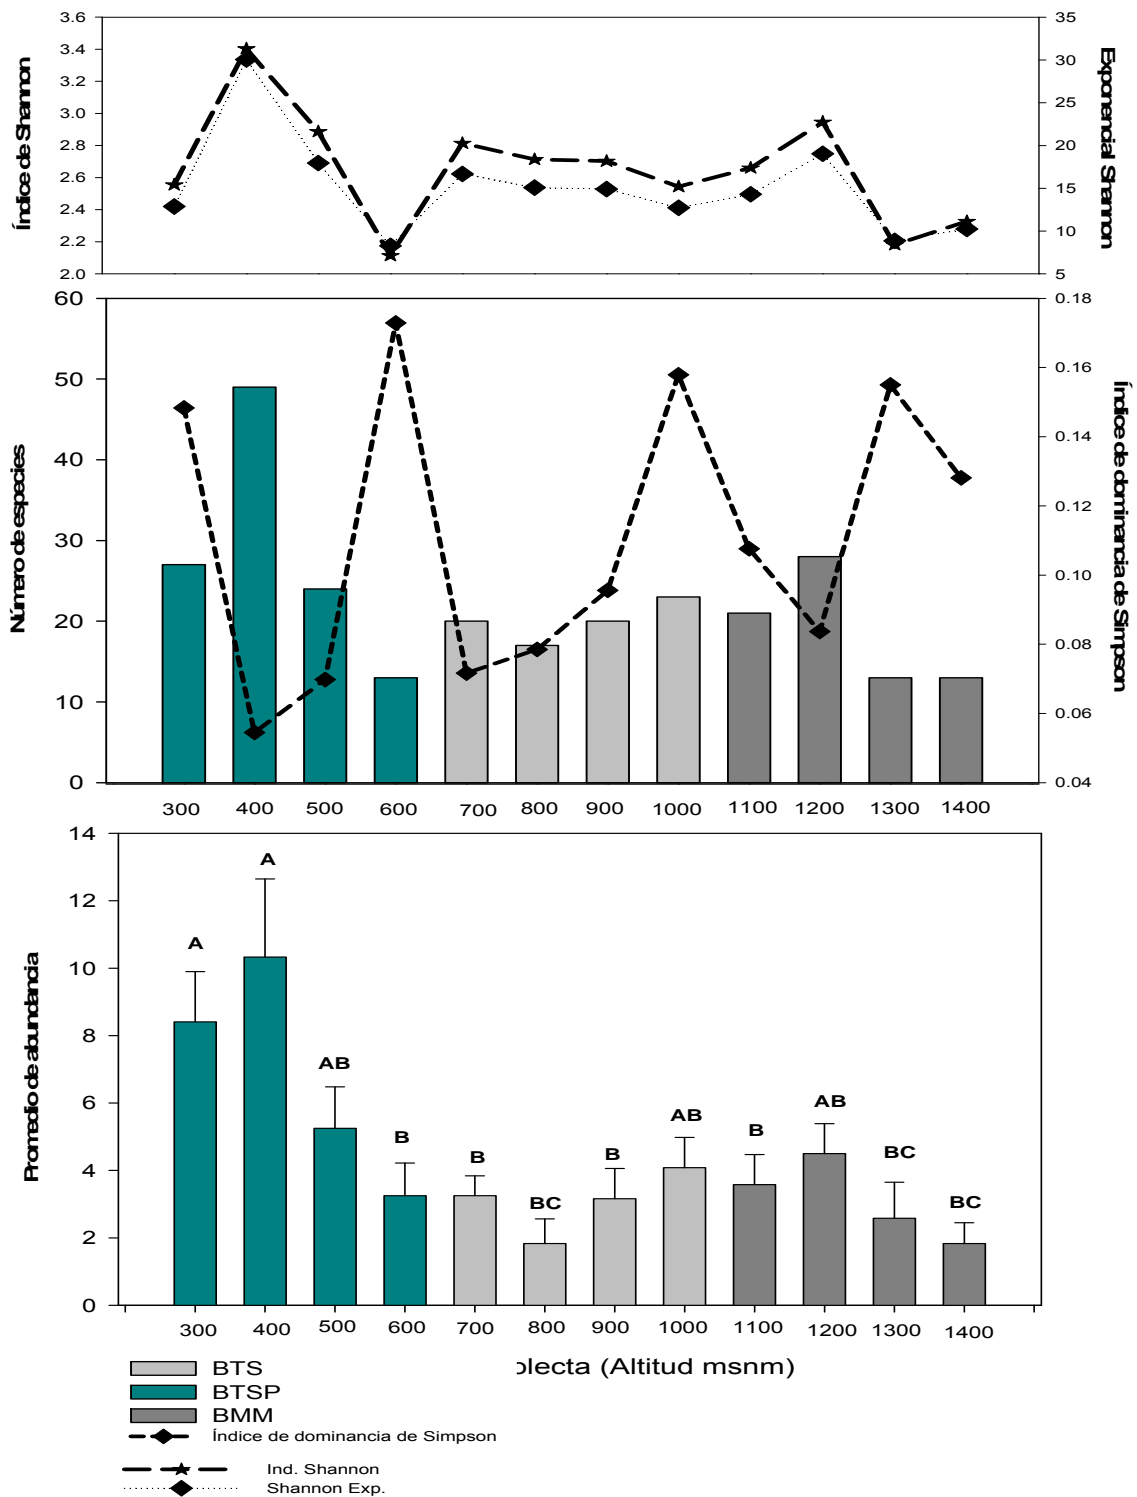 3.6
3.4
3.2
3.0
2.8
2.6
2.4
2.2
2.0
Índice de Shannon
35
30
25
20
15
10
5
Exponencial Shannon
60
50
40
30
20
10
0
Número de especies
0.18
0.16
0.14
0.12
0.10
0.08
0.06
0.04
Índice de dominancia de Simpson
300 400 500 600 700 800 900 1000 1100 1200 1300 1400
14
12
10
8
6
4
2
0
Promedio de abundancia
A A AB B B BC B AB B AB BC BC
300 400 500 600 700 800 900 1000 1100 1200 1300 1400
olecta (Altitud msnm)
BTS
BTSP
BMM
Índice de dominancia de Simpson
Ind. Shannon
Shannon Exp.